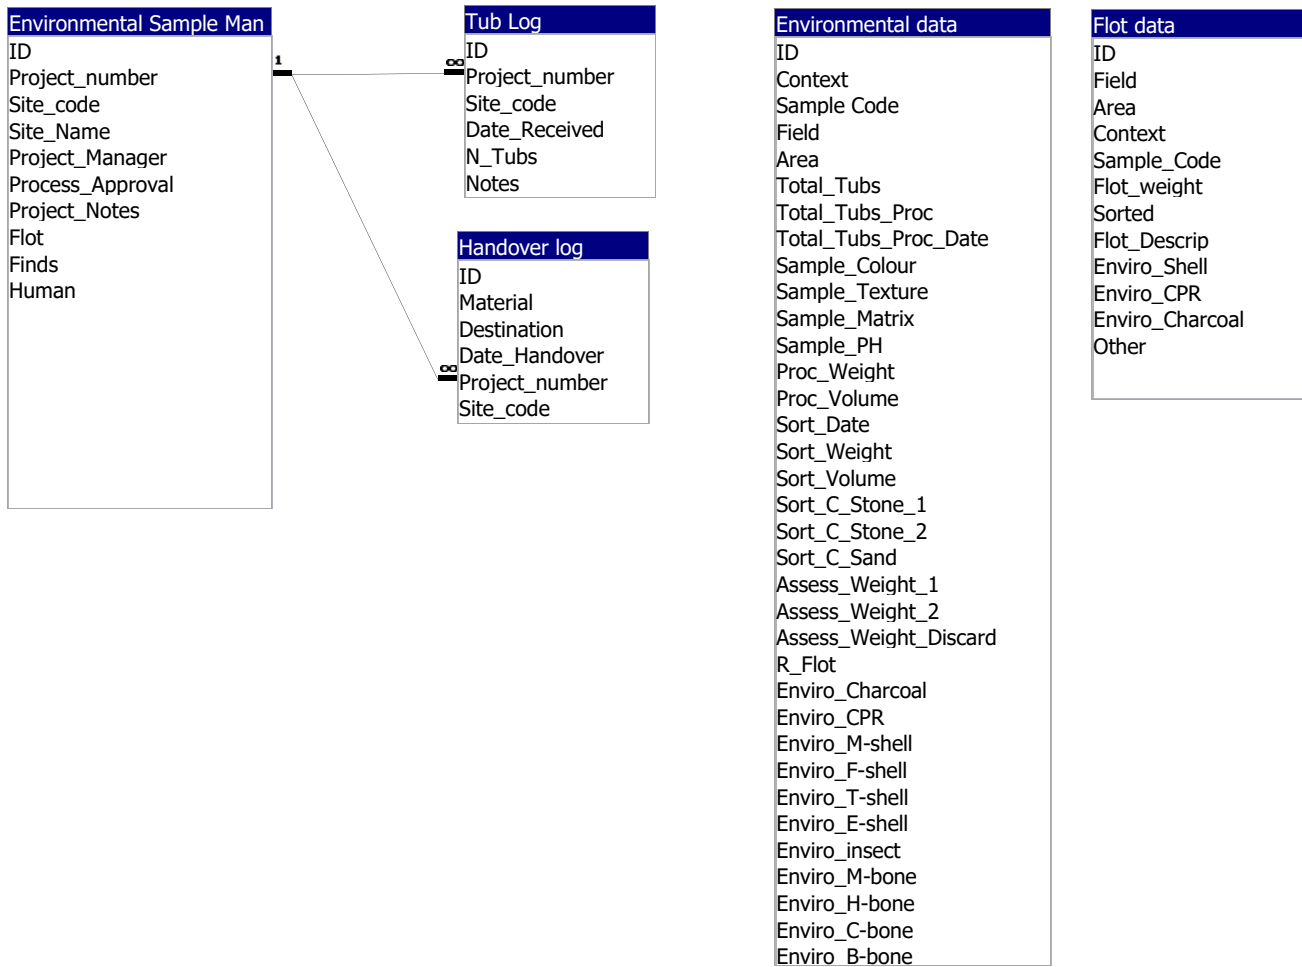 Environmental Sample Man
ID
Project_number
Site_code
Site_Name
Project_Manager
Process_Approval
Project_Notes
Flot
Finds
Human
1
∞
∞
Tub Log
ID
Project_number
Site_code
Date_Received
N_Tubs
Notes
Handover log
ID
Material
Destination
Date_Handover
Project_number
Site_code
Environmental data
ID
Context
Sample Code
Field
Area
Total_Tubs
Total_Tubs_Proc
Total_Tubs_Proc_Date
Sample_Colour
Sample_Texture
Sample_Matrix
Sample_PH
Proc_Weight
Proc_Volume
Sort_Date
Sort_Weight
Sort_Volume
Sort_C_Stone_1
Sort_C_Stone_2
Sort_C_Sand
Assess_Weight_1
Assess_Weight_2
Assess_Weight_Discard
R_Flot
Enviro_Charcoal
Enviro_CPR
Enviro_M-shell
Enviro_F-shell
Enviro_T-shell
Enviro_E-shell
Enviro_insect
Enviro_M-bone
Enviro_H-bone
Enviro_C-bone
Enviro_B-bone
Flot data
ID
Field
Area
Context
Sample_Code
Flot_weight
Sorted
Flot_Descrip
Enviro_Shell
Enviro_CPR
Enviro_Charcoal
Other